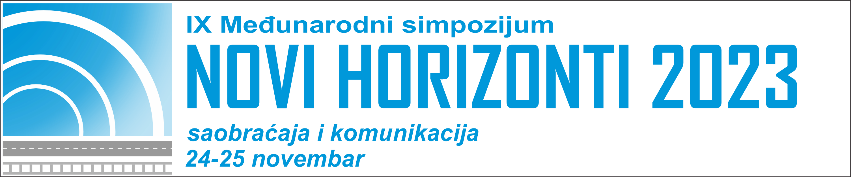 IX Međunarodni simpozijum
NOVI HORIZONTI 2023
saobraćaja i komunikacija
24-25 novembar